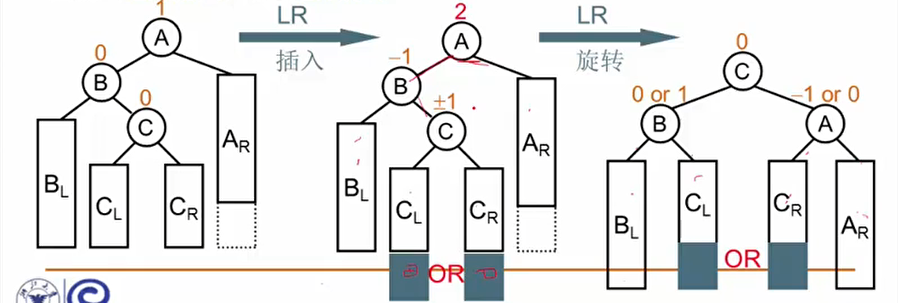 1
A
0
B
0
C
B_L
C_L
C_R
A_R
LR
插入
2
A
−1
B
±1
C
B_L
C_L
C_R
A_R
OR
LR
旋转
0
C
0 or 1
B
−1 or 0
A
B_L
C_L
C_R
A_R
OR